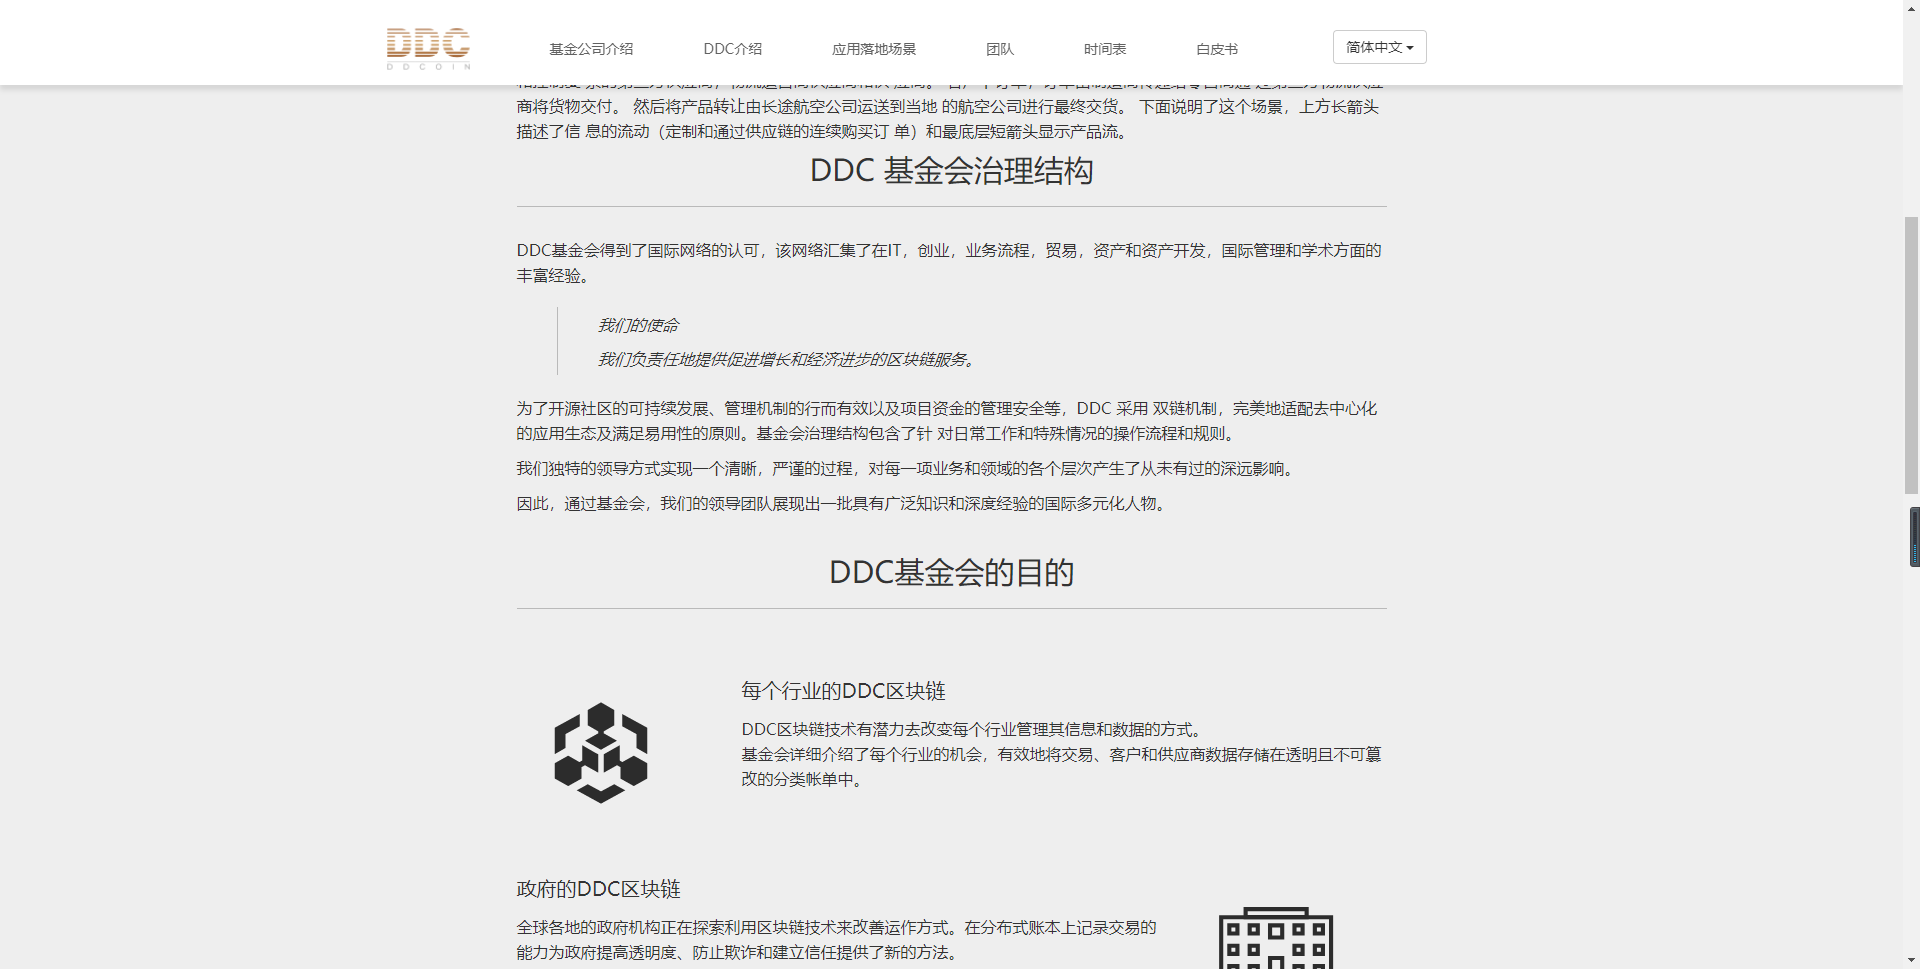 DDC
DDCOIN
基金公司介绍
DDC介绍
应用落地场景
团队
时间表
白皮书
简体中文
商将货物交付。 然后将产品转让由长途航空公司运送到当地 的航空公司进行最终交货。 下面说明了这个场景，上方长箭头
描述了信 息的流动（定制和通过供应链的连续购买订 单）和最底层短箭头显示产品流。
DDC 基金会治理结构
DDC基金会得到了国际网络的认可，该网络汇集了在IT，创业，业务流程，贸易，资产和资产开发，国际管理和学术方面的
丰富经验。
我们的使命
我们负责任地提供促进增长和经济进步的区块链服务。
为了开源社区的可持续发展、管理机制的行而有效以及项目资金的管理安全等，DDC 采用 双链机制，完美地适配去中心化
的应用生态及满足易用性的原则。基金会治理结构包含了针 对日常工作和特殊情况的操作流程和规则。
我们独特的领导方式实现一个清晰，严谨的过程，对每一项业务和领域的各个层次产生了从未有过的深远影响。
因此，通过基金会，我们的领导团队展现出一批具有广泛知识和深度经验的国际多元化人物。
DDC基金会的目的
每个行业的DDC区块链
DDC区块链技术有潜力去改变每个行业管理其信息和数据的方式。
基金会详细介绍了每个行业的机会，有效地将交易、客户和供应商数据存储在透明且不可篡
改的分类帐单中。
政府的DDC区块链
全球各地的政府机构正在探索利用区块链技术来改善运作方式。在分布式账本上记录交易的
能力为政府提高透明度、防止欺诈和建立信任提供了新的方法。